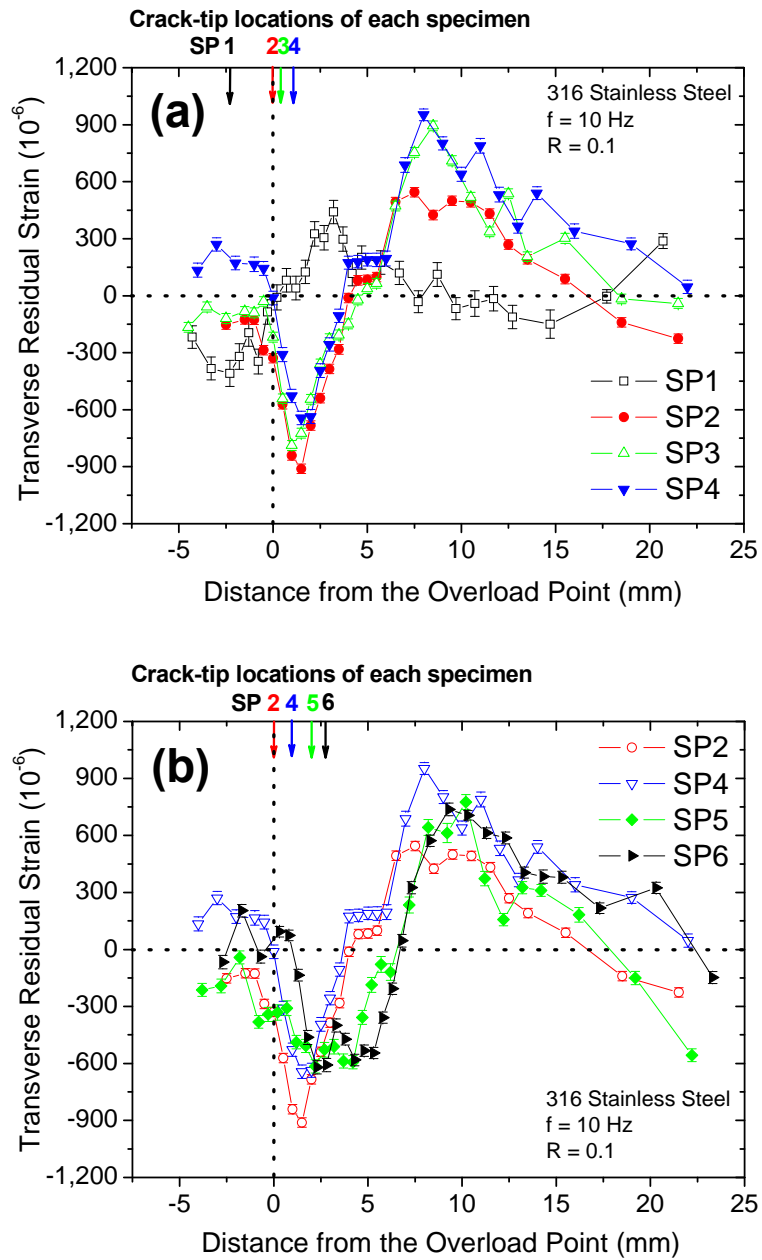 Crack-tip locations of each specimen
SP 1 2 3 4
1,200
900
600
300
0
-300
-600
-900
-1,200
Transverse Residual Strain (10-6)
(a)
316 Stainless Steel
f = 10 Hz
R = 0.1
SP1
SP2
SP3
SP4
-5 0 5 10 15 20 25
Distance from the Overload Point (mm)
Crack-tip locations of each specimen
SP 2 4 5 6
1,200
900
600
300
0
-300
-600
-900
-1,200
Transverse Residual Strain (10-6)
(b)
SP2
SP4
SP5
SP6
316 Stainless Steel
f = 10 Hz
R = 0.1
-5 0 5 10 15 20 25
Distance from the Overload Point (mm)